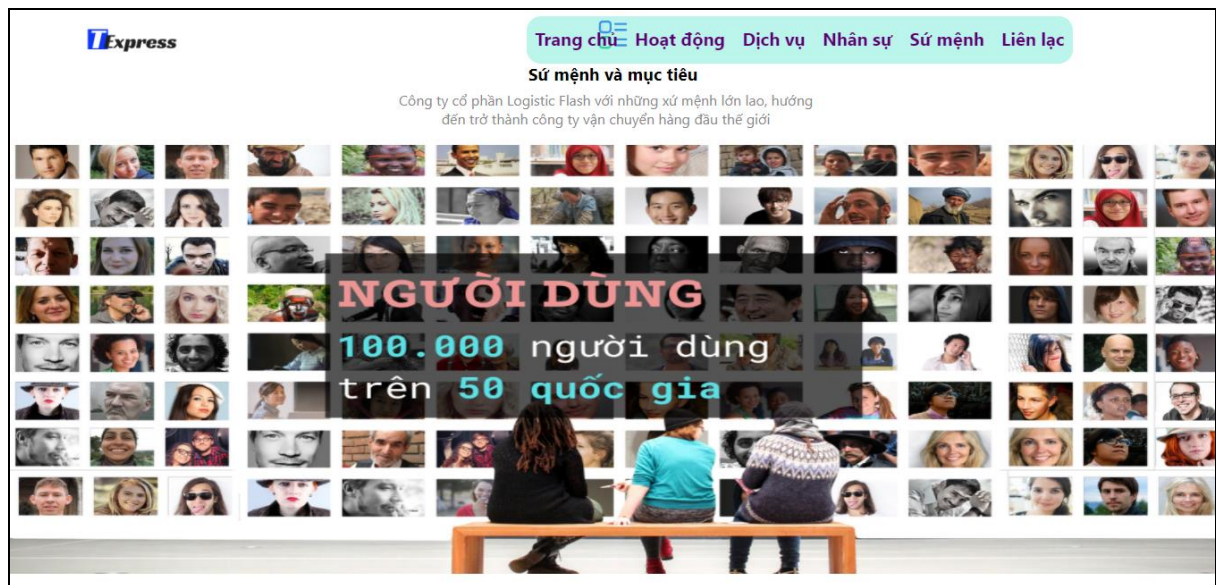 TExpress
Trang chủ Hoạt động Dịch vụ Nhân sự Sứ mệnh Liên lạc
Sứ mệnh và mục tiêu
Công ty cổ phần Logistic Flash với những xứ mệnh lớn lao, hướng
đến trở thành công ty vận chuyển hàng đầu thế giới
NGƯỜI DÙNG
100.000 người dùng
trên 50 quốc gia